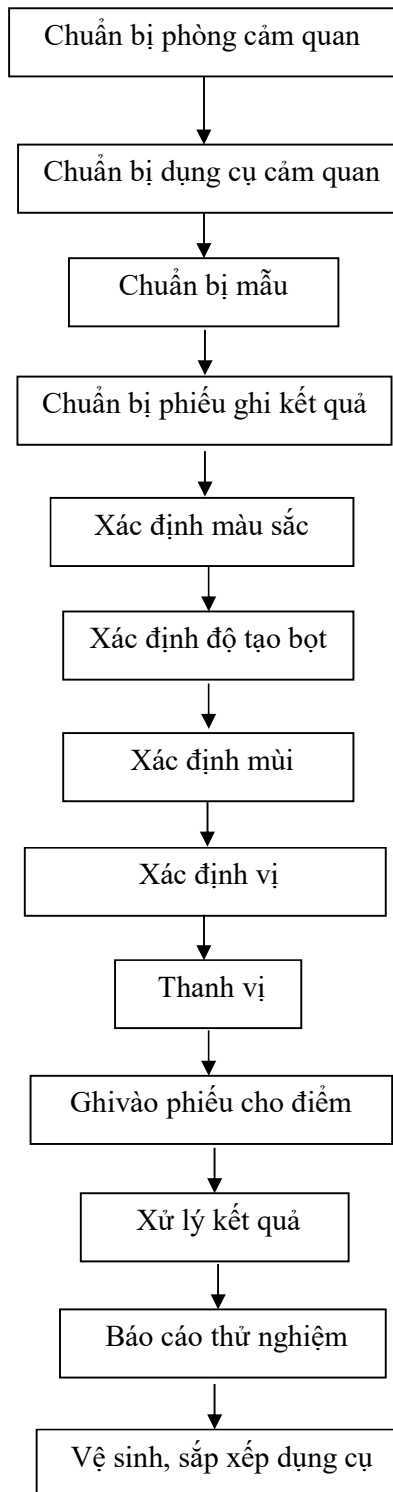 Chuẩn bị phòng cảm quan
Chuẩn bị dụng cụ cảm quan
Chuẩn bị mẫu
Chuẩn bị phiếu ghi kết quả
Xác định màu sắc
Xác định độ tạo bọt
Xác định mùi
Xác định vị
Thanh vị
Ghivào phiếu cho điểm
Xử lý kết quả
Báo cáo thử nghiệm
Vệ sinh, sắp xếp dụng cụ